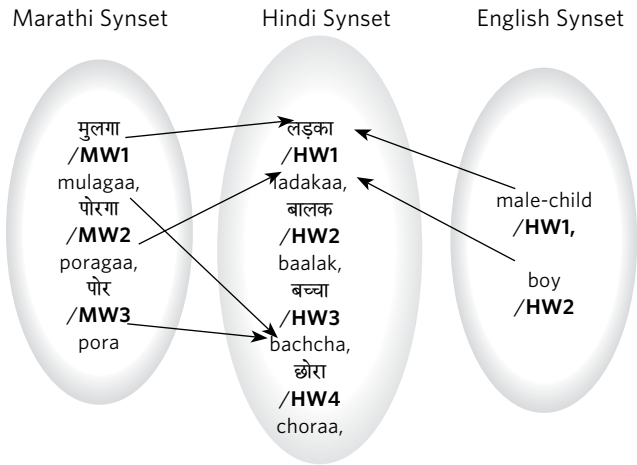 Marathi Synset
Hindi Synset
English Synset
मुलगा
/MW1
mulagaa,
पोरगा
/MW2
poragaa,
पोर
/MW3
pora
लड़का
/HW1
ladakaa,
बालक
/HW2
baalak,
बच्चा
/HW3
bachcha,
छोरा
/HW4
choraa,
male-child
/HW1,
boy
/HW2